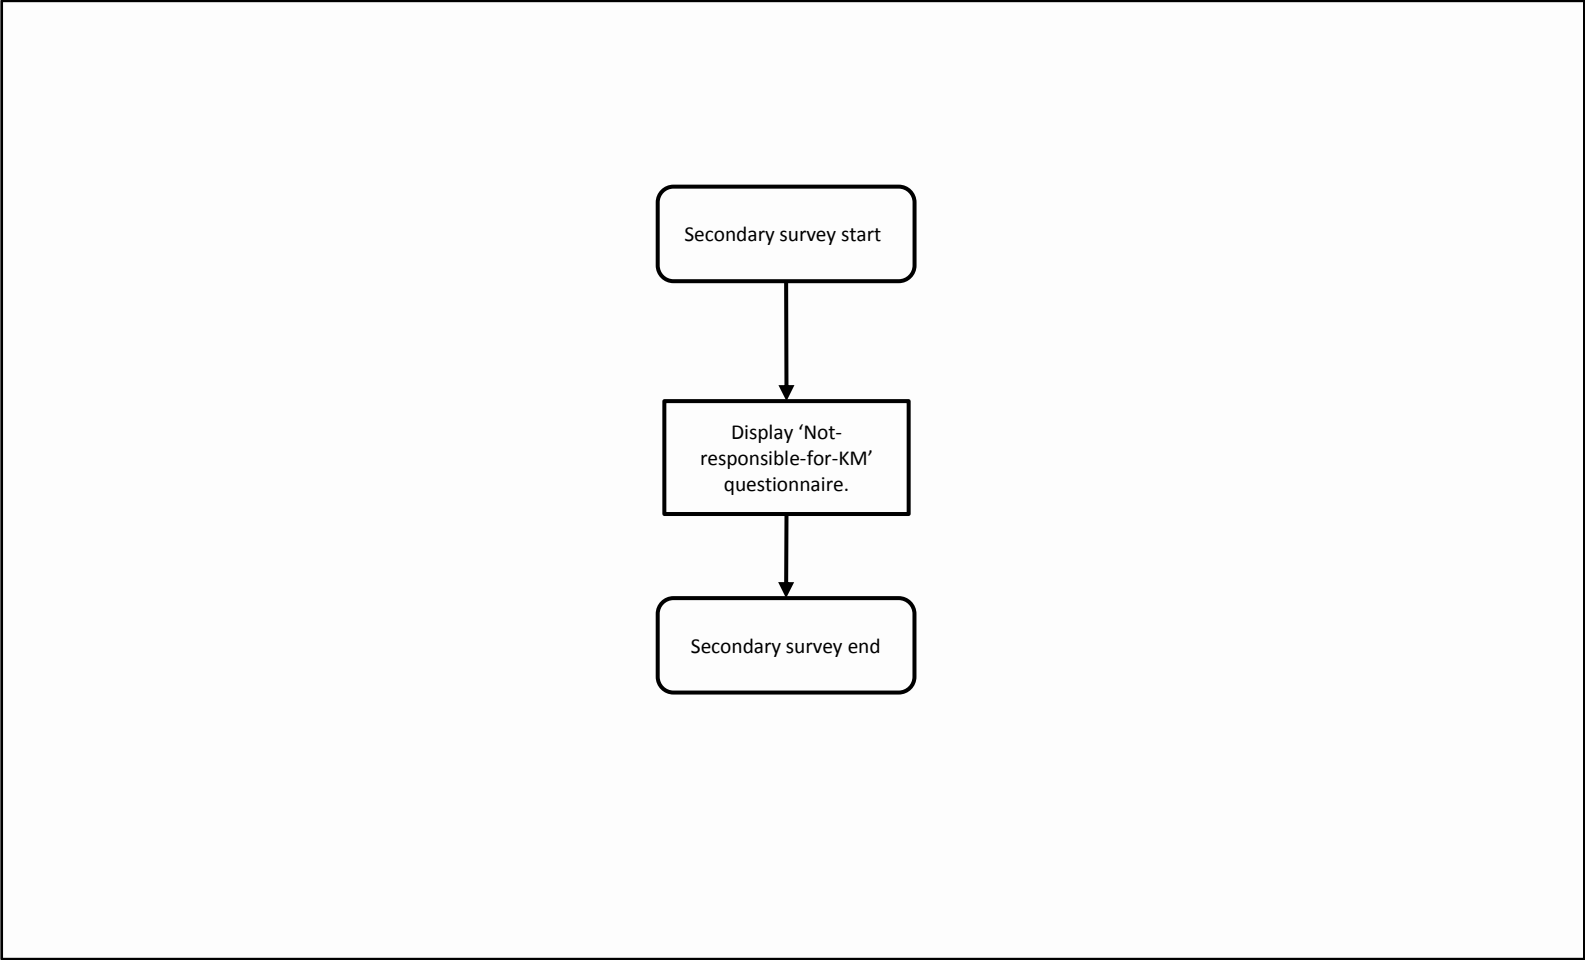 Secondary survey start
Display ‘Not-
responsible-for-KM’
questionnaire.
Secondary survey end